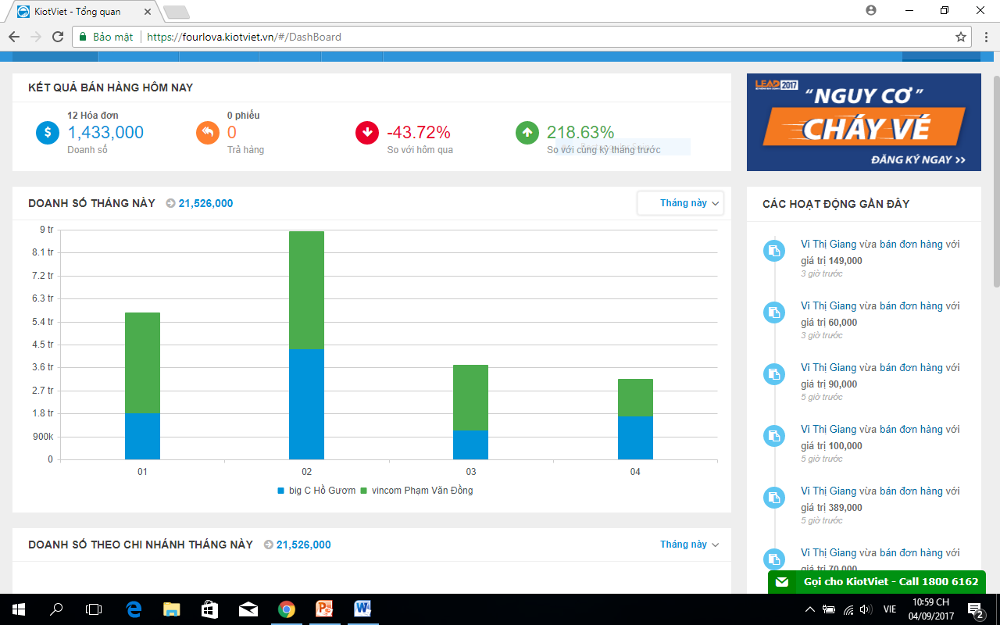 KiotViet - Tổng quan
Bảo mật
https://fourlova.kiotviet.vn/#/DashBoard
KẾT QUẢ BÁN HÀNG HÔM NAY
12 Hóa đơn
1,433,000
Doanh số
0 phiếu
0
Trả hàng
-43.72%
So với hôm qua
218.63%
So với cùng kỳ tháng trước
LEAD 2017
“NGUY CƠ”
CHÁY VÉ
ĐĂNG KÝ NGAY >>
DOANH SỐ THÁNG NÀY 21,526,000
Tháng này
9 tr
8.1 tr
7.2 tr
6.3 tr
5.4 tr
4.5 tr
3.6 tr
2.7 tr
1.8 tr
900k
0
01 02 03 04
big C Hồ Gươm vincom Phạm Văn Đồng
DOANH SỐ THEO CHI NHÁNH THÁNG NÀY 21,526,000
Tháng này
CÁC HOẠT ĐỘNG GẦN ĐÂY
Vi Thị Giang vừa bán đơn hàng với
giá trị 149,000
3 giờ trước
Vi Thị Giang vừa bán đơn hàng với
giá trị 60,000
3 giờ trước
Vi Thị Giang vừa bán đơn hàng với
giá trị 90,000
5 giờ trước
Vi Thị Giang vừa bán đơn hàng với
giá trị 100,000
5 giờ trước
Vi Thị Giang vừa bán đơn hàng với
giá trị 389,000
5 giờ trước
Vi Thị Giang vừa bán đơn hàng với
giá trị 70,000
Gọi cho KiotViet - Call 1800 6162
VIE
10:59 CH
04/09/2017
2